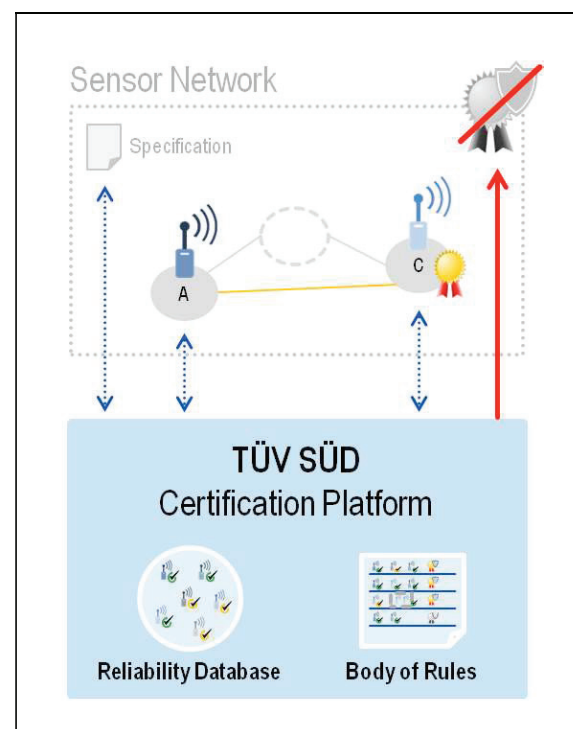 Sensor Network
Specification
A
C
TÜV SÜD
Certification Platform
Reliability Database
Body of Rules